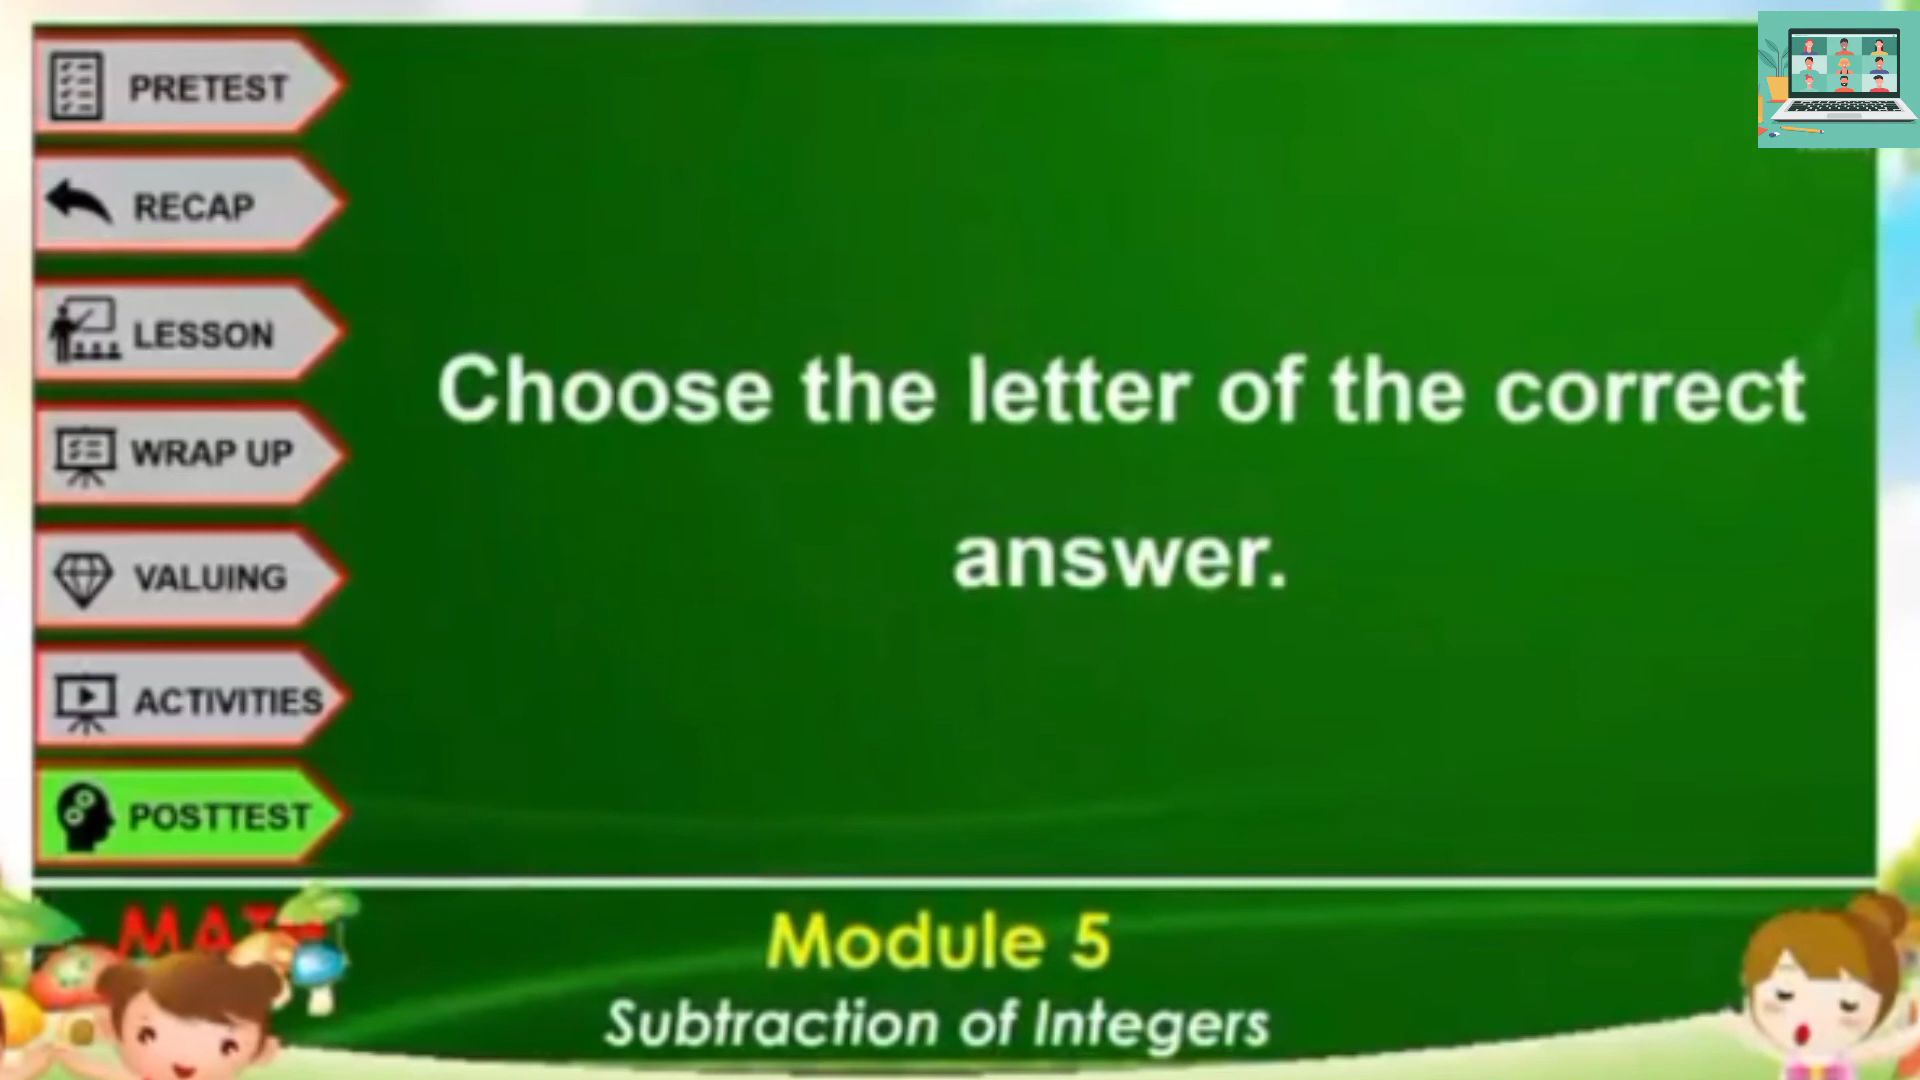 PRETEST
RECAP
LESSON
WRAP UP
VALUING
ACTIVITIES
POSTTEST
Choose the letter of the correct
answer.
Module 5
Subtraction of Integers